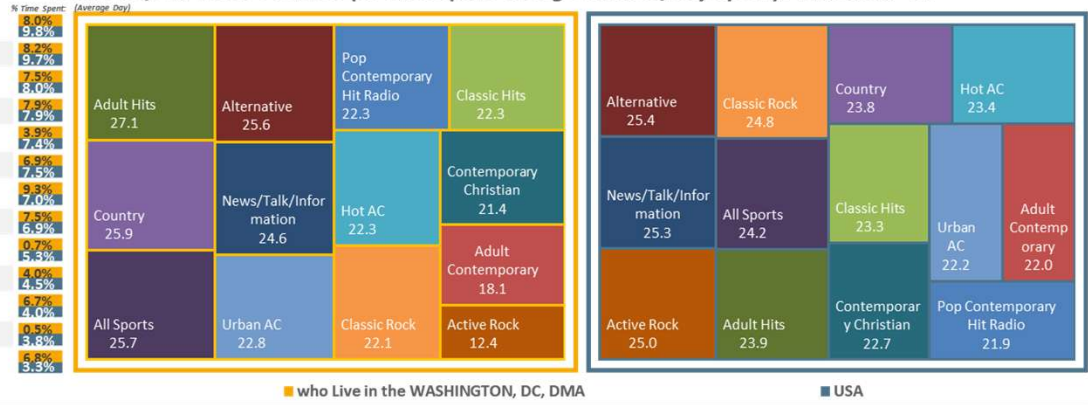 % Time Spent: (Average Day)
8.0%
9.8%
8.2%
9.7%
7.5%
8.0%
7.9%
7.9%
3.9%
7.4%
6.9%
7.5%
9.3%
7.0%
7.5%
6.9%
0.7%
5.3%
4.0%
4.5%
6.7%
4.0%
0.5%
3.8%
6.8%
3.3%
Adult Hits
27.1
Country
25.9
All Sports
25.7
Alternative
25.6
News/Talk/Infor
mation
24.6
Urban AC
22.8
Pop
Contemporary
Hit Radio
22.3
Classic Hits
22.3
Hot AC
22.3
Classic Rock
22.1
Contemporary
Christian
21.4
Adult
Contemporary
18.1
Active Rock
12.4
Alternative
25.4
News/Talk/Infor
mation
25.3
Active Rock
25.0
Classic Rock
24.8
All Sports
24.2
Adult Hits
23.9
Country
23.8
Hot AC
23.4
Classic Hits
23.3
Contemporar
y Christian
22.7
Urban
AC
22.2
Adult
Contemp
orary
22.0
Pop Contemporary
Hit Radio
21.9
who Live in the WASHINGTON, DC, DMA
USA